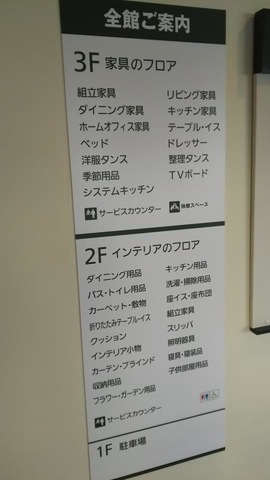 全館ご案内
3F 家具のフロア
組立家具 リビング家具
ダイニング家具 キッチン家具
ホームオフィス家具 テーブル・イス
ベッド ドレッサー
洋服タンス 整理タンス
季節用品 TVボード
システムキッチン
サービスカウンター 休憩スペース
2F インテリアのフロア
ダイニング用品 キッチン用品
バス・トイレ用品 洗濯・掃除用品
カーペット・敷物 座イス・座布団
折りたたみテーブル・イス 組立家具
クッション スリッパ
インテリア小物 照明器具
カーテン・ブラインド 寝具・寝装品
収納用品 子供部屋用品
フラワー・ガーデン用品
サービスカウンター
1F 駐車場